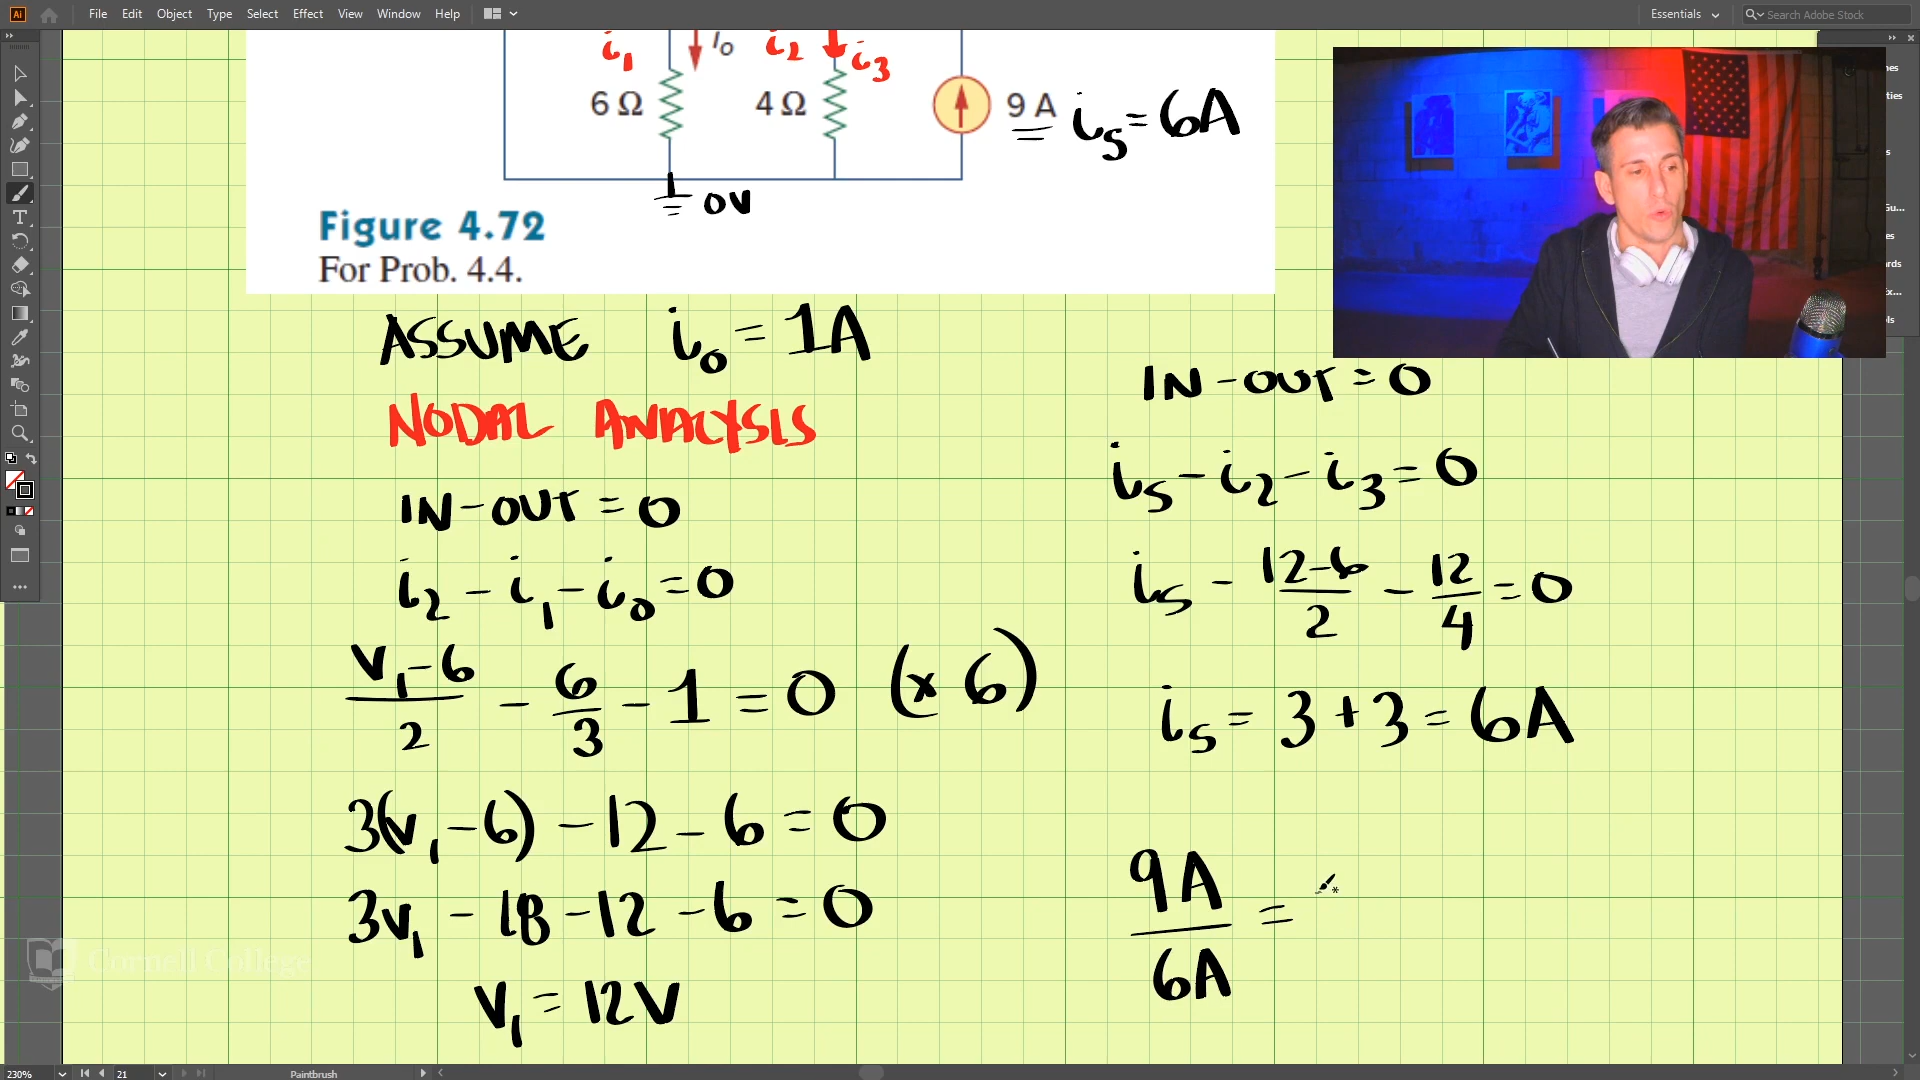 Ai File Edit Object Type Select Effect View Window Help Essentials Search Adobe Stock
i1 Io i2 i3
6 Ω 4 Ω 9 A is = 6A
0V
Figure 4.72
For Prob. 4.4.
ASSUME io = 1A
NODAL ANALYSIS
IN - OUT = 0
i2 - i1 - io = 0
V1 - 6 / 2 - 6 / 3 - 1 = 0 (x 6)
3(V1 - 6) - 12 - 6 = 0
3V1 - 18 - 12 - 6 = 0
V1 = 12V
IN - OUT = 0
is - i2 - i3 = 0
is - 12 - 6 / 2 - 12 / 4 = 0
is = 3 + 3 = 6A
9A / 6A =
Cornell College
230% 21 Paintbrush